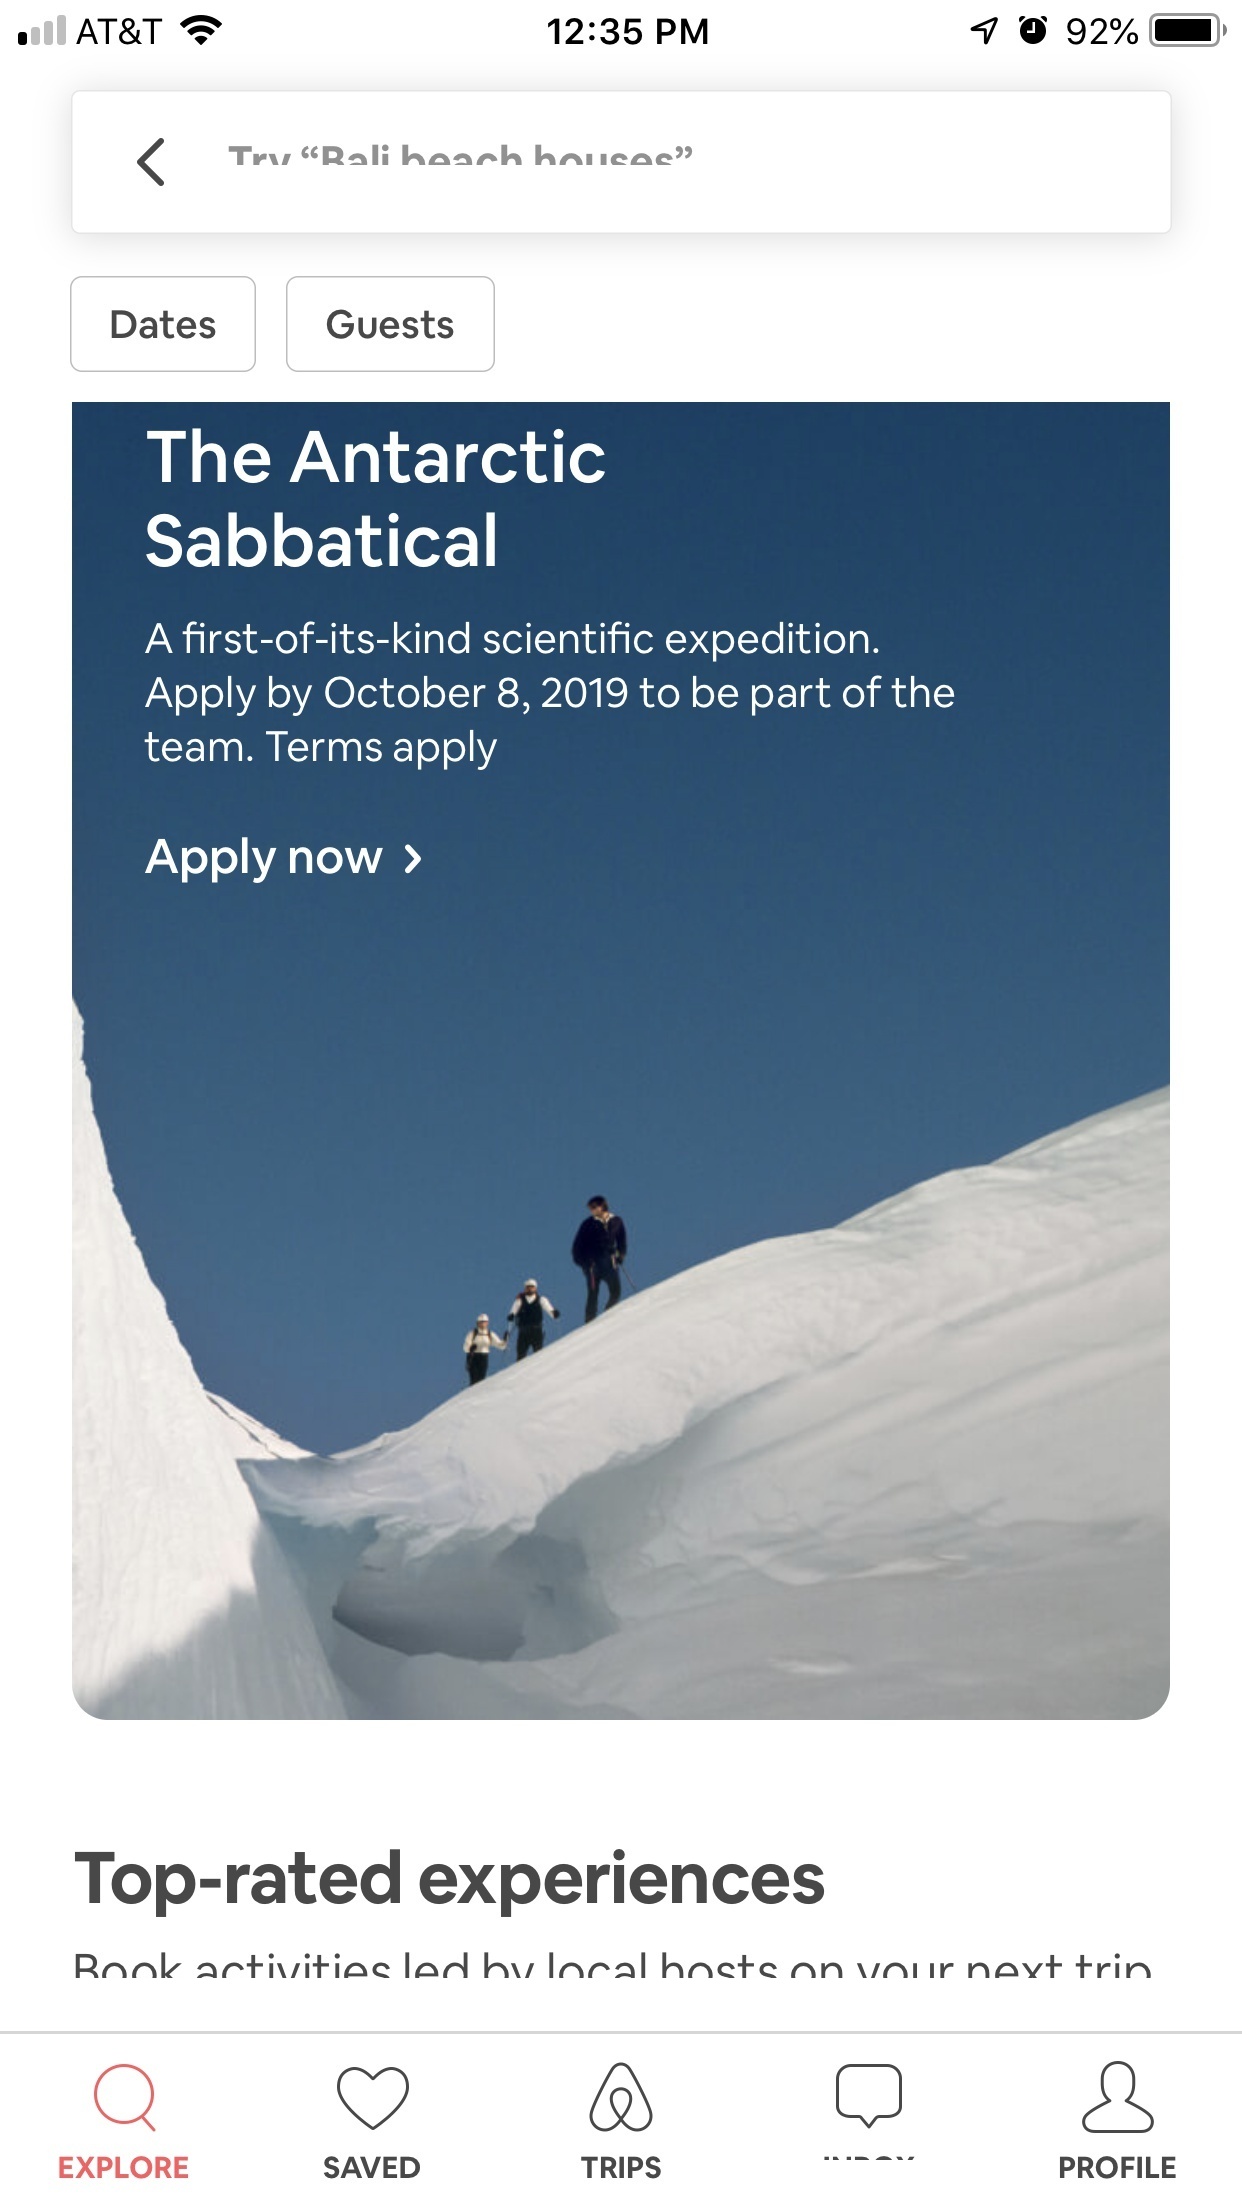 AT&T 12:35 PM 92%
Try “Bali beach houses”
Dates Guests
The Antarctic
Sabbatical
A first-of-its-kind scientific expedition.
Apply by October 8, 2019 to be part of the
team. Terms apply
Apply now
Top-rated experiences
Book activities led by local hosts on your next trip
EXPLORE SAVED TRIPS INBOX PROFILE